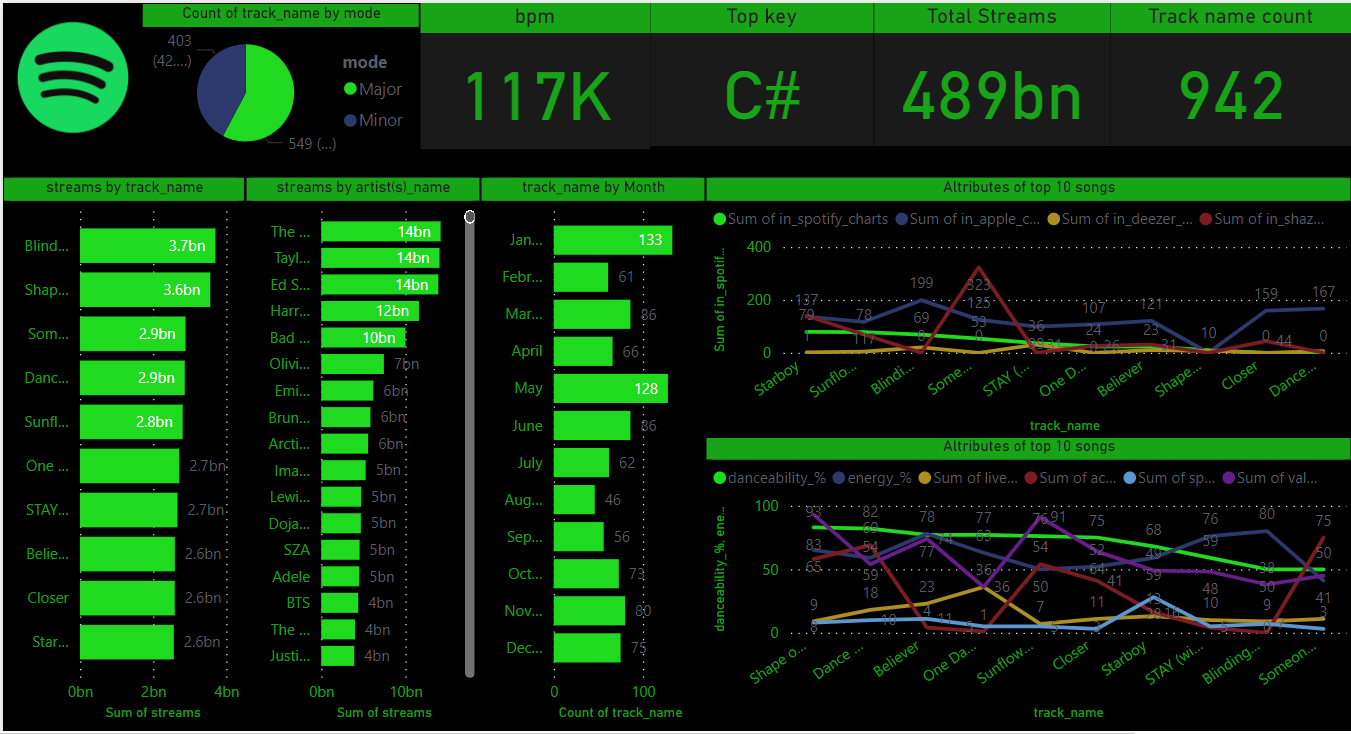 Count of track_name by mode
403
(42....)
549 (...)
mode
Major
Minor
bpm
117K
Top key
C#
Total Streams
489bn
Track name count
942
streams by track_name
Blind... 3.7bn
Shap... 3.6bn
Som... 2.9bn
Danc... 2.9bn
Sunfl... 2.8bn
One ... 2.7bn
STAY... 2.7bn
Belie... 2.6bn
Closer 2.6bn
Star... 2.6bn
0bn 2bn 4bn
Sum of streams
streams by artist(s)_name
The ... 14bn
Tayl... 14bn
Ed S... 14bn
Harr... 12bn
Bad ... 10bn
Olivi... 7bn
Emi... 6bn
Brun... 6bn
Arcti... 6bn
Ima... 5bn
Lewi... 5bn
Doja... 5bn
SZA 5bn
Adele 5bn
BTS 4bn
The ... 4bn
Justi... 4bn
0bn 10bn
Sum of streams
track_name by Month
Jan... 133
Febr... 61
Mar... 86
April 66
May 128
June 86
July 62
Aug... 46
Sep... 56
Oct... 73
Nov... 80
Dec... 75
0 100
Count of track_name
Altributes of top 10 songs
Sum of in_spotify_charts Sum of in_apple_c... Sum of in_deezer_... Sum of in_shaz...
Sum of in_spotif...
400
200
0
137 79 1
78 117
199 69 8
323 125 53 0
36
107 24 0
121 23 26
10 31
159 0 44
167 0
Starboy Sunflo... Blindi... Some... STAY (... One D... Believer Shape... Closer Dance...
track_name
Altributes of top 10 songs
danceability_% energy_% Sum of live... Sum of ac... Sum of sp... Sum of val...
danceability_%, ene...
100
50
0
93 83 65 9 8
82 69 54 59 18 10
78 74 77 23 4 11
77 63 36 36 1
76 91 54 50 7
75 52 64 41 11
68 49 59
76 59 48 10
80 38 50 9
75 50 41 3
Shape o... Dance ... Believer One Da... Sunflow... Closer Starboy STAY (wi... Blinding... Someon...
track_name